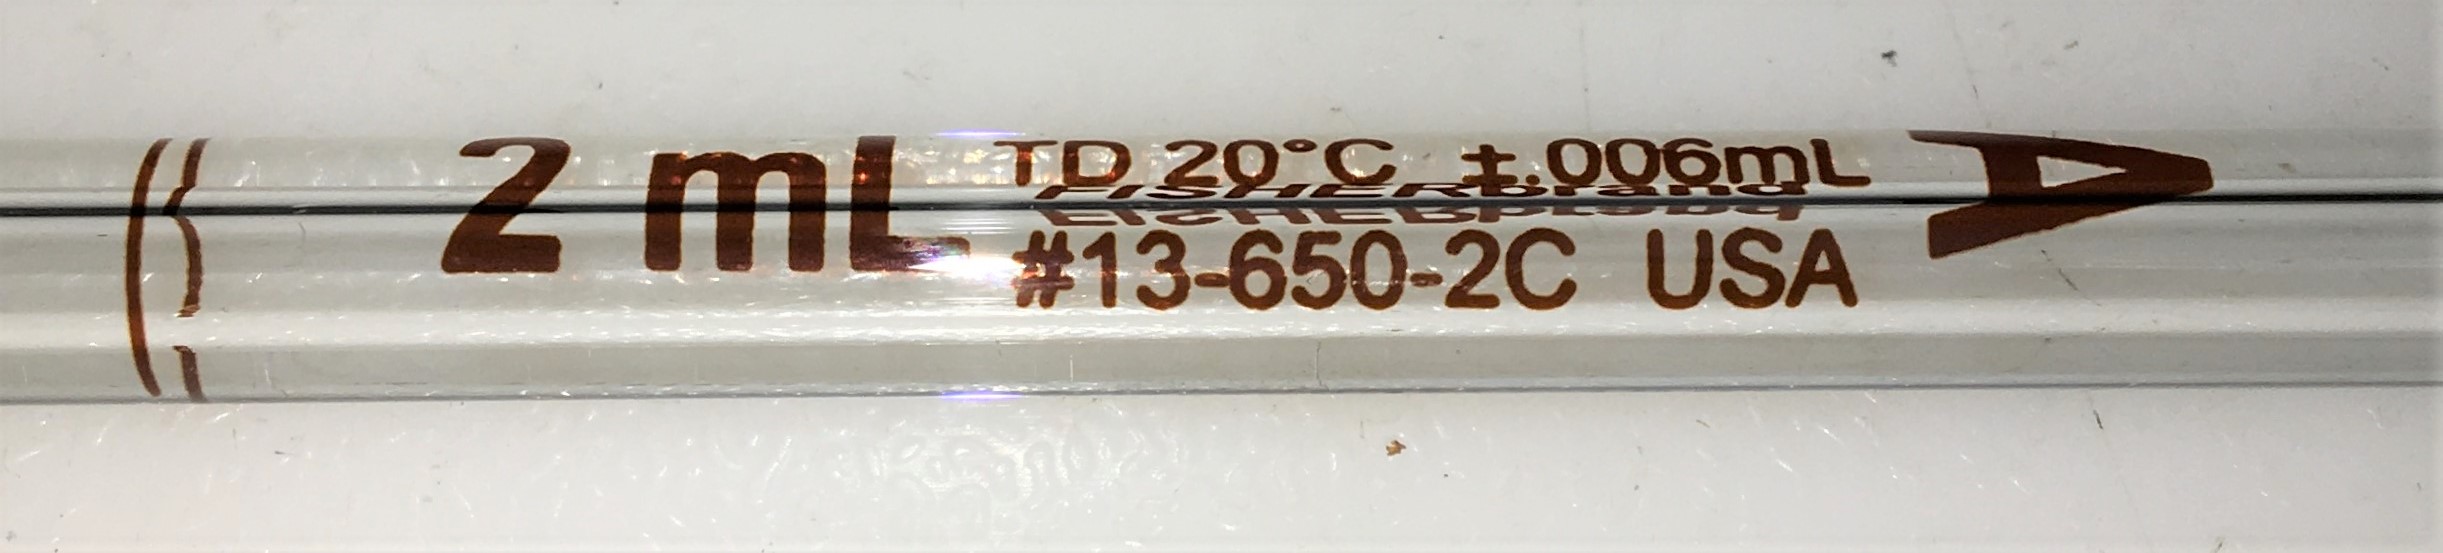 2 mL
TD 20°C ±.006mL
FISHERbrand
#13-650-2C USA
A